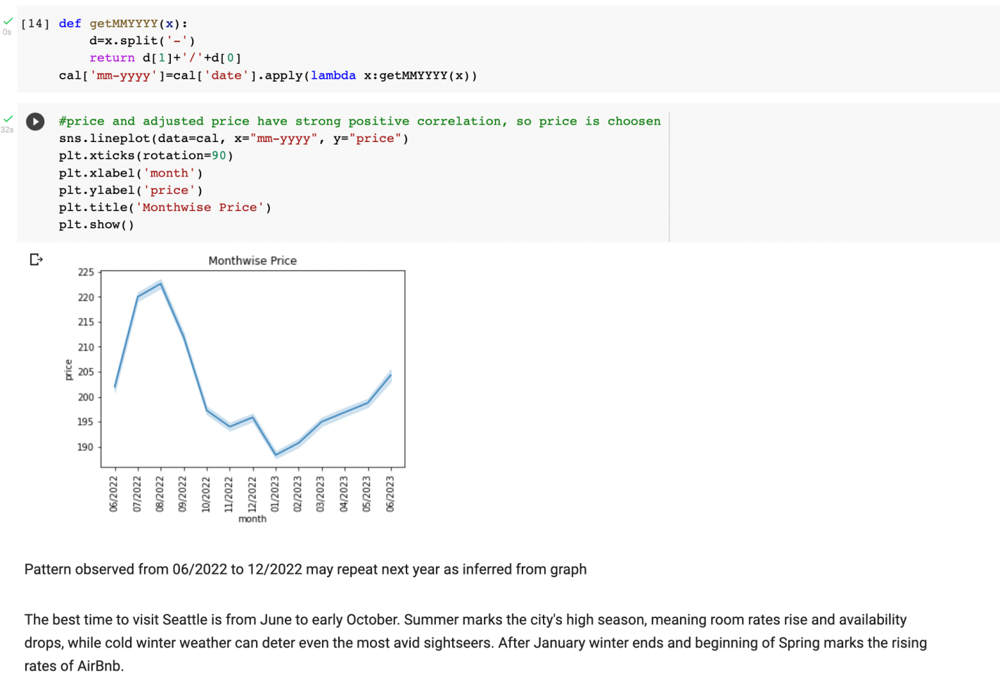 [14] def getMMYYYY(x):
d=x.split('-')
return d[1]+'/'+d[0]
cal['mm-yyyy']=cal['date'].apply(lambda x:getMMYYYY(x))
0s
#price and adjusted price have strong positive correlation, so price is choosen
sns.lineplot(data=cal, x="mm-yyyy", y="price")
plt.xticks(rotation=90)
plt.xlabel('month')
plt.ylabel('price')
plt.title('Monthwise Price')
plt.show()
32s
Monthwise Price
225
220
215
210
205
200
195
190
price
06/2022
07/2022
08/2022
09/2022
10/2022
11/2022
12/2022
01/2023
02/2023
03/2023
04/2023
05/2023
06/2023
month
Pattern observed from 06/2022 to 12/2022 may repeat next year as inferred from graph
The best time to visit Seattle is from June to early October. Summer marks the city's high season, meaning room rates rise and availability
drops, while cold winter weather can deter even the most avid sightseers. After January winter ends and beginning of Spring marks the rising
rates of AirBnb.